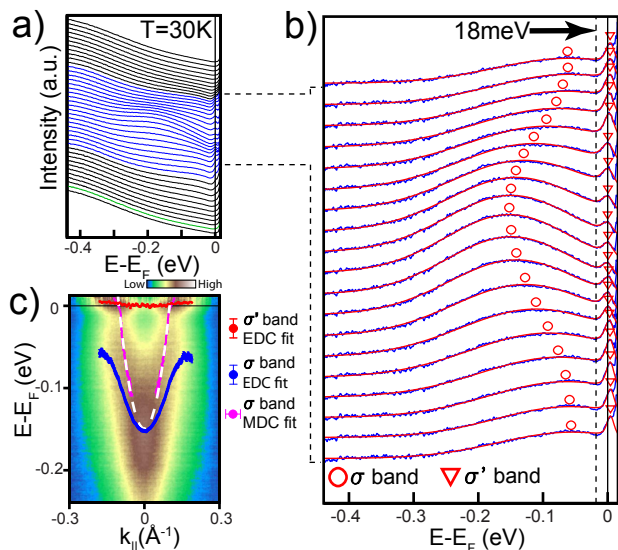 a)
T=30K
Intensity (a.u.)
-0.4
-0.2
0
E-E_F (eV)
b)
18meV
-0.4
-0.3
-0.2
-0.1
0
E-E_F (eV)
σ band
σ' band
Low
High
c)
0
-0.1
-0.2
E-E_F (eV)
-0.3
0
0.3
k_||(Å⁻¹)
σ' band
EDC fit
σ band
EDC fit
σ band
MDC fit